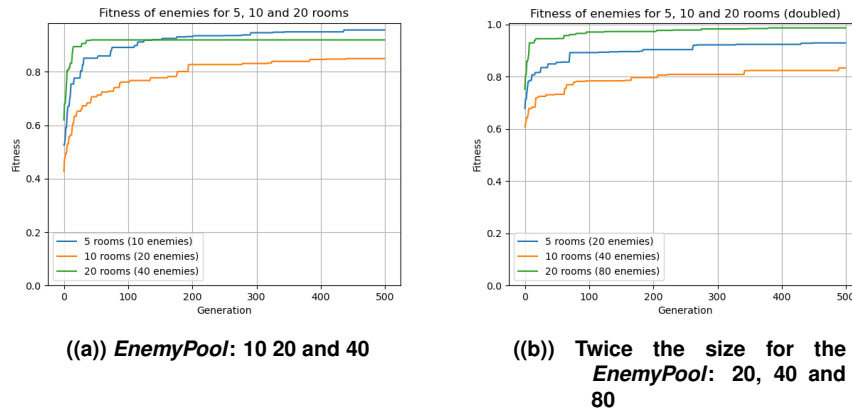 Fitness of enemies for 5, 10 and 20 rooms
Fitness
0.8
0.6
0.4
0.2
0.0
5 rooms (10 enemies)
10 rooms (20 enemies)
20 rooms (40 enemies)
0 100 200 300 400 500
Generation
((a)) EnemyPool: 10 20 and 40
Fitness of enemies for 5, 10 and 20 rooms (doubled)
Fitness
1.0
0.8
0.6
0.4
0.2
0.0
5 rooms (20 enemies)
10 rooms (40 enemies)
20 rooms (80 enemies)
0 100 200 300 400 500
Generation
((b)) Twice the size for the
EnemyPool: 20, 40 and
80